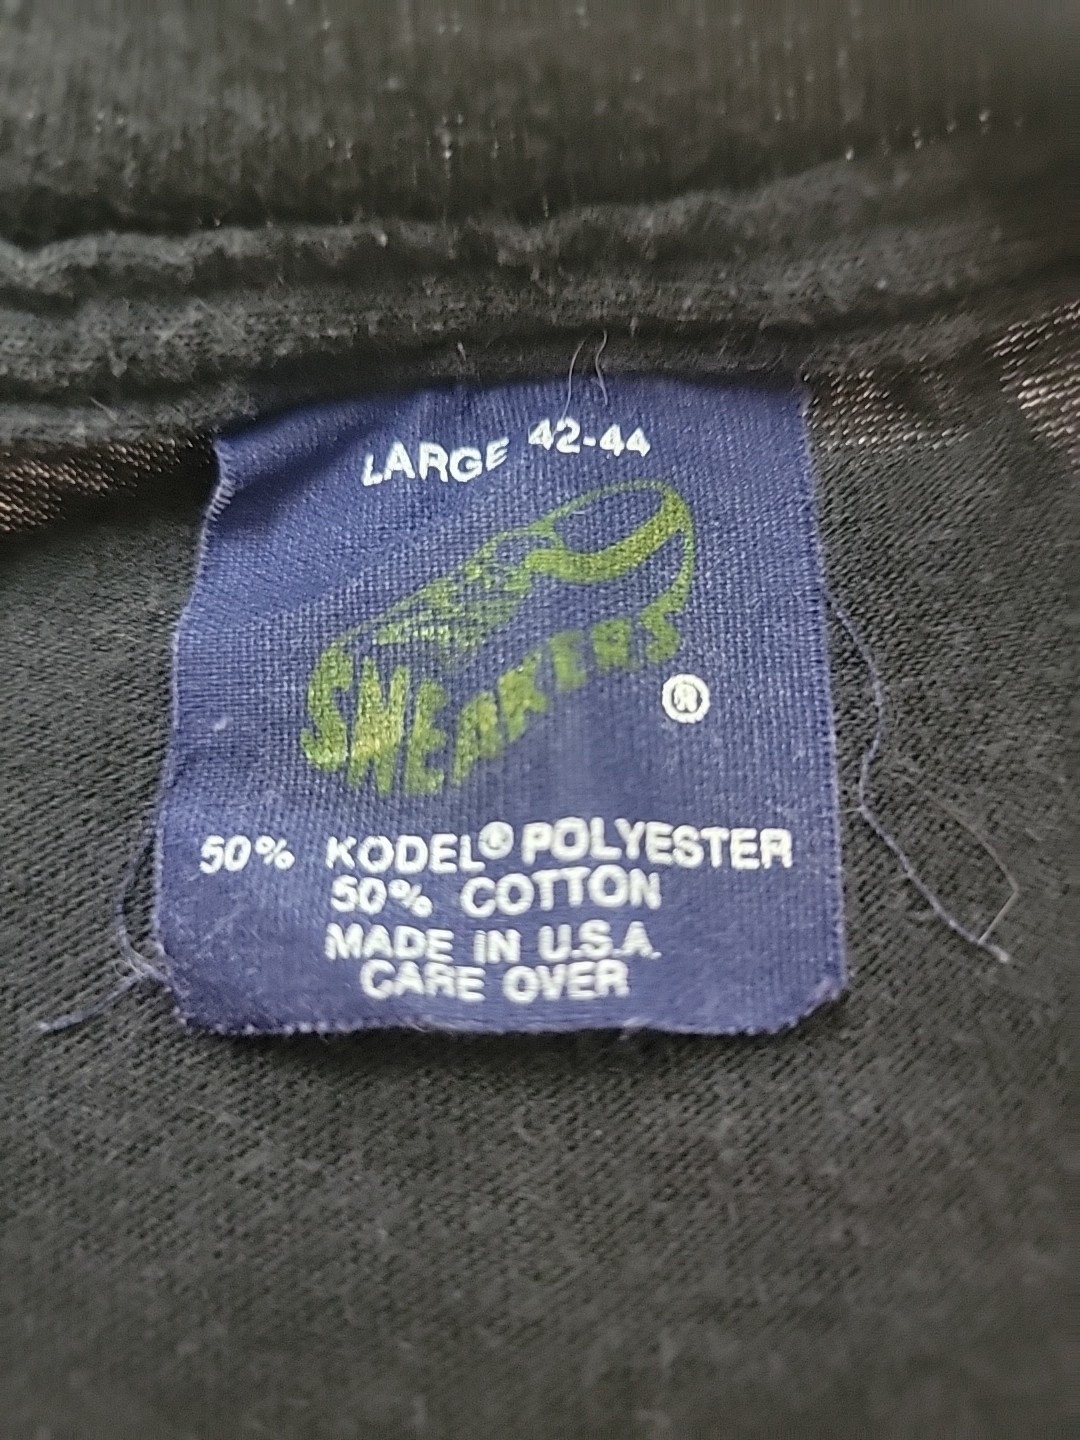 LARGE 42-44
SNEAKERS ®
50% KODEL® POLYESTER
50% COTTON
MADE IN U.S.A.
CARE OVER